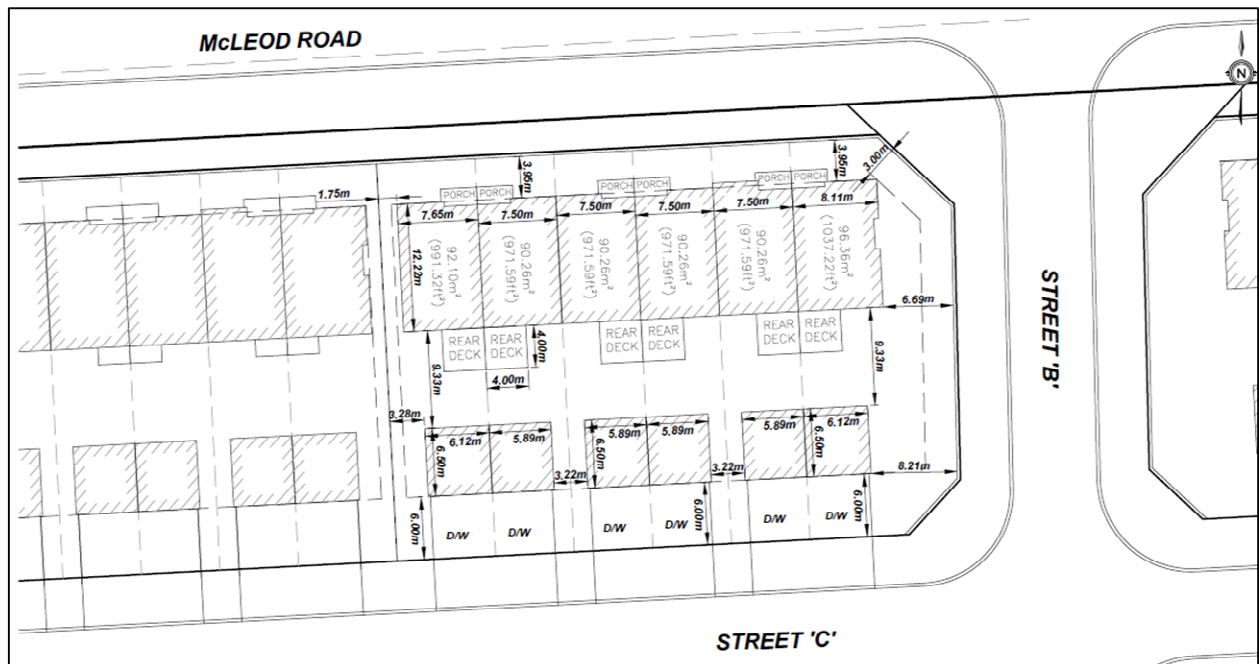 McLEOD ROAD
N
3.95m
3.95m
3.00m
1.75m
PORCH PORCH
PORCH PORCH
PORCH PORCH
7.65m
7.50m
7.50m
7.50m
7.50m
8.11m
12.22m
92.10m²
(991.32ft²)
90.26m²
(971.59ft²)
90.26m²
(971.59ft²)
90.26m²
(971.59ft²)
90.26m²
(971.59ft²)
96.36m²
(1037.22ft²)
6.69m
STREET 'B'
REAR DECK
REAR DECK
REAR DECK
REAR DECK
REAR DECK
REAR DECK
4.00m
4.00m
9.33m
9.33m
3.28m
6.12m
5.89m
5.89m
5.89m
5.89m
6.12m
6.50m
6.50m
6.50m
3.22m
3.22m
8.21m
6.00m
6.00m
6.00m
D/W
D/W
D/W
D/W
D/W
D/W
STREET 'C'